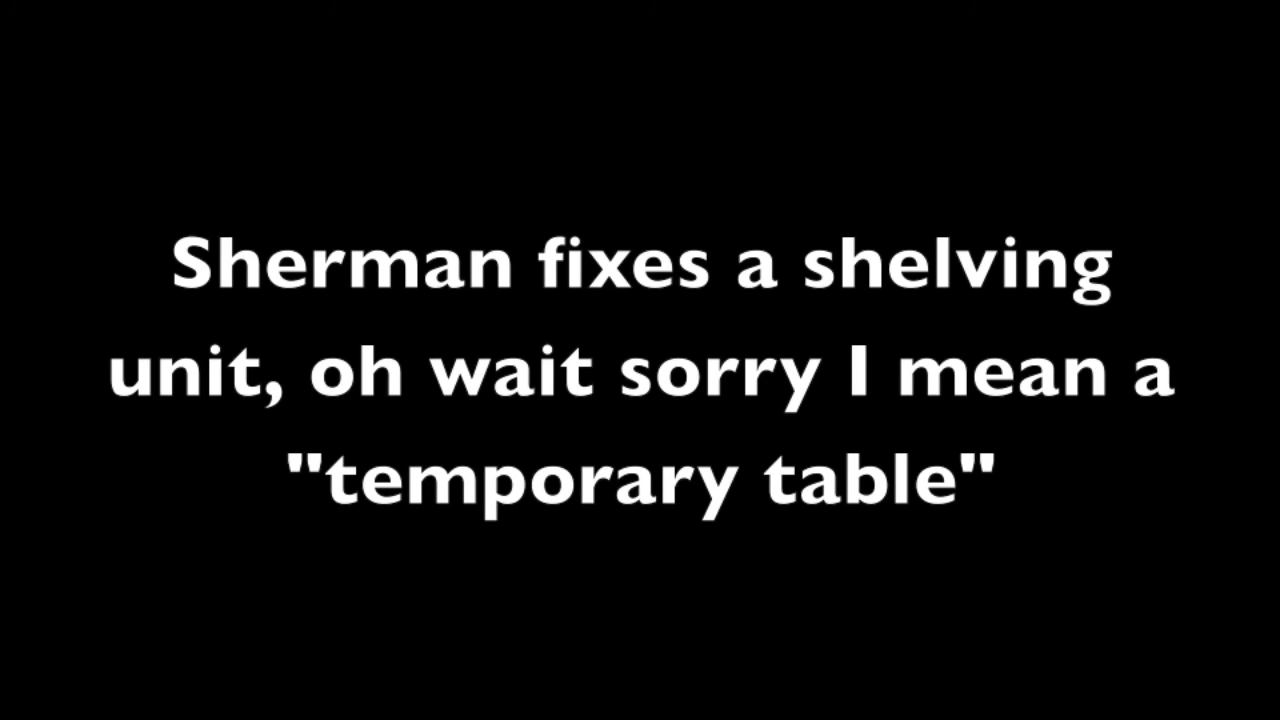 Sherman fixes a shelving
unit, oh wait sorry I mean a
"temporary table"